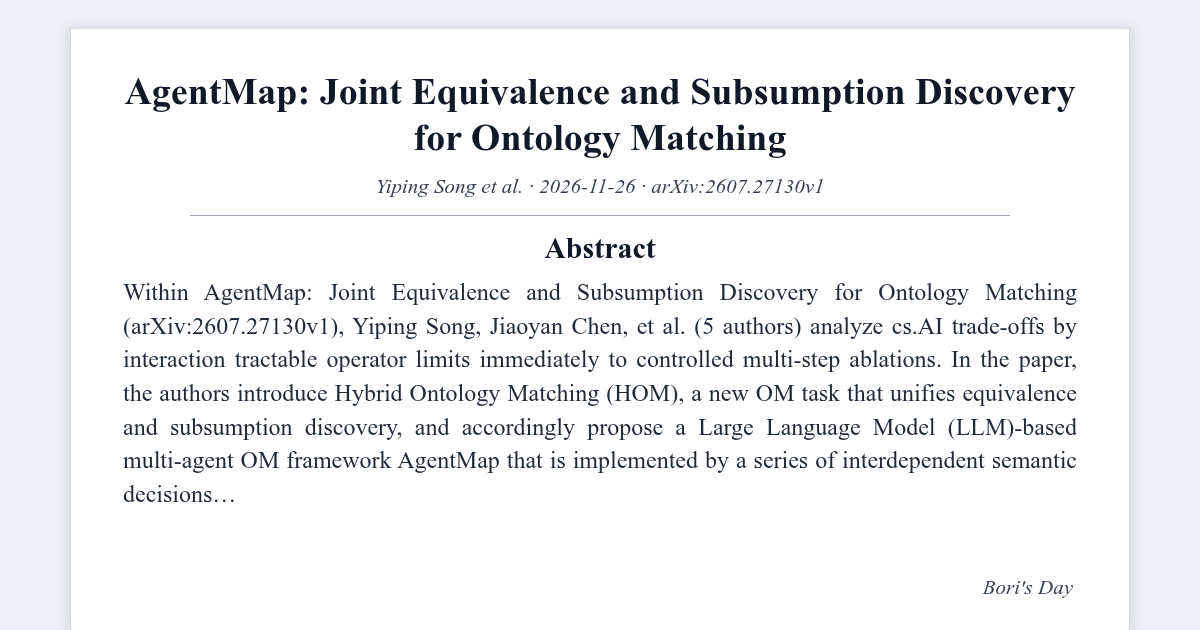 AgentMap: Joint Equivalence and Subsumption Discovery
for Ontology Matching
Yiping Song et al. · 2026-11-26 · arXiv:2607.27130v1
Abstract
Within AgentMap: Joint Equivalence and Subsumption Discovery for Ontology Matching
(arXiv:2607.27130v1), Yiping Song, Jiaoyan Chen, et al. (5 authors) analyze cs.AI trade-offs by
interaction tractable operator limits immediately to controlled multi-step ablations. In the paper,
the authors introduce Hybrid Ontology Matching (HOM), a new OM task that unifies equivalence
and subsumption discovery, and accordingly propose a Large Language Model (LLM)-based
multi-agent OM framework AgentMap that is implemented by a series of interdependent semantic
decisions…
Bori's Day